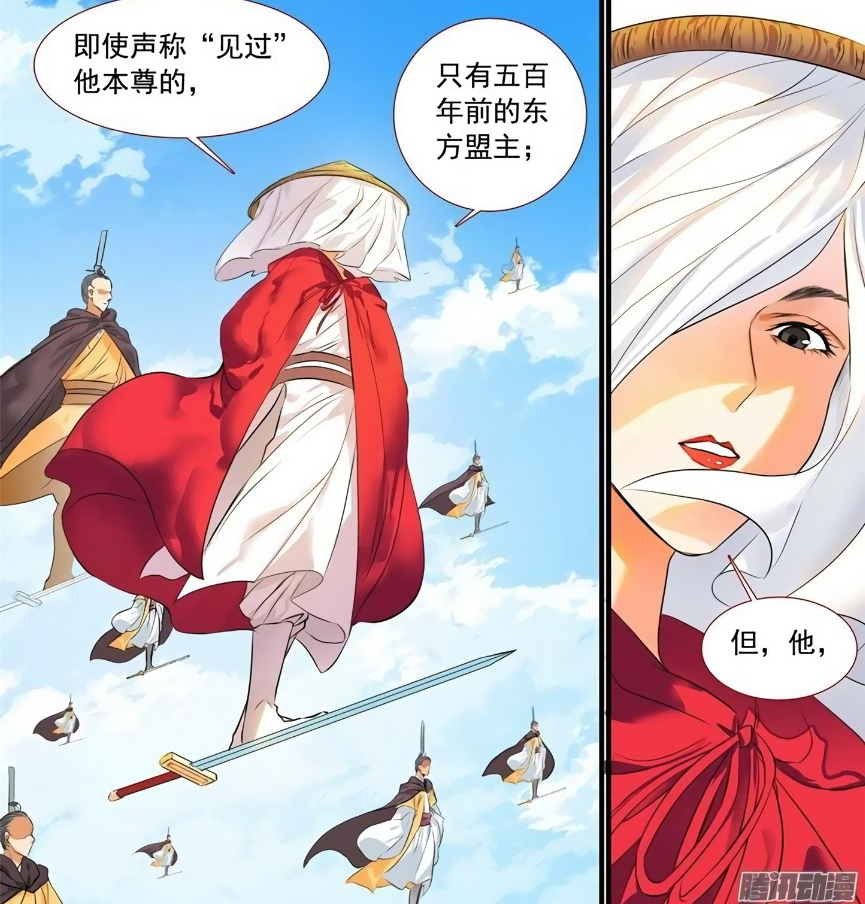 即使声称“见过”
他本尊的，
只有五百
年前的东
方盟主；
但，他，
腾讯动漫